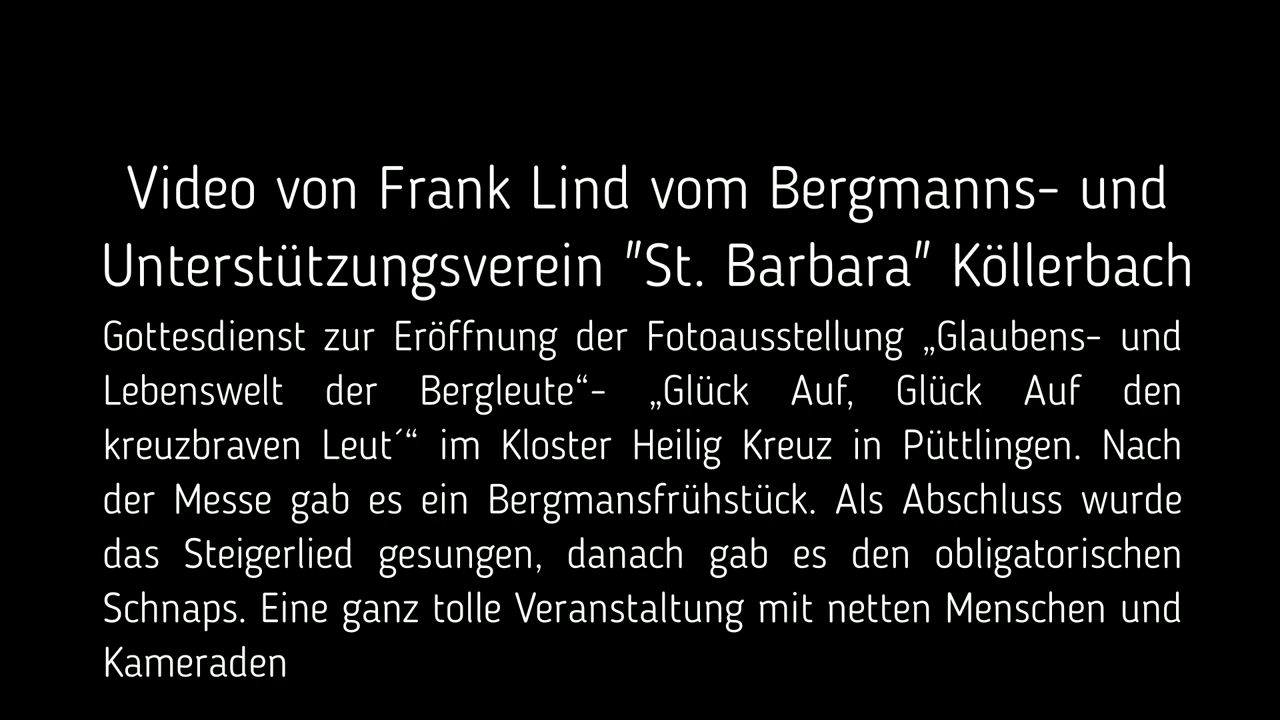 Video von Frank Lind vom Bergmanns- und
Unterstützungsverein "St. Barbara" Köllerbach
Gottesdienst zur Eröffnung der Fotoausstellung „Glaubens- und
Lebenswelt der Bergleute“- „Glück Auf, Glück Auf den
kreuzbraven Leut´“ im Kloster Heilig Kreuz in Püttlingen. Nach
der Messe gab es ein Bergmansfrühstück. Als Abschluss wurde
das Steigerlied gesungen, danach gab es den obligatorischen
Schnaps. Eine ganz tolle Veranstaltung mit netten Menschen und
Kameraden